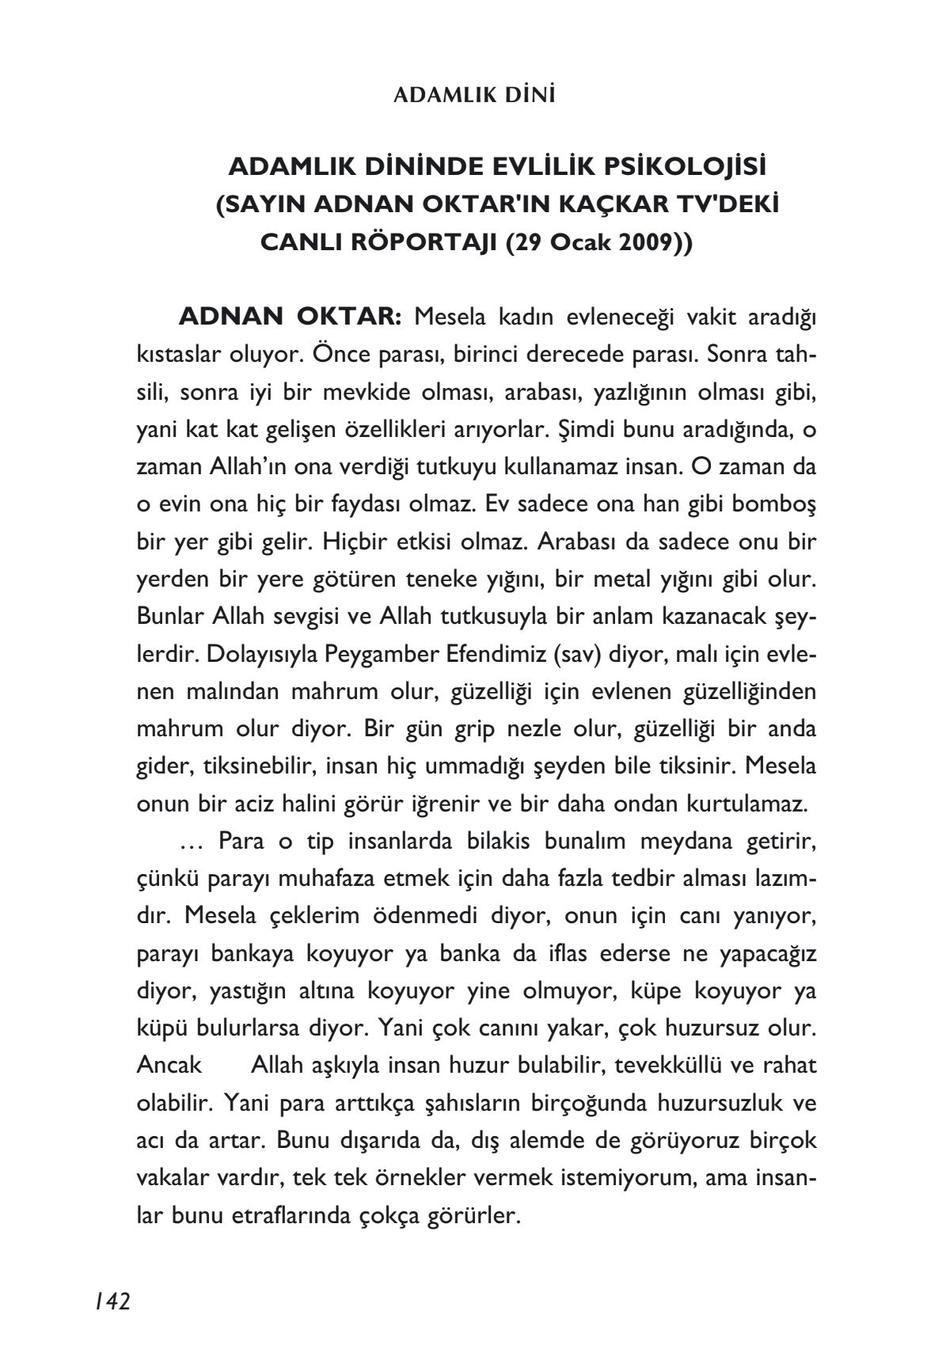 ADAMLIK DİNİ
ADAMLIK DİNİNDE EVLİLİK PSİKOLOJİSİ
(SAYIN ADNAN OKTAR'IN KAÇKAR TV'DEKİ
CANLI RÖPORTAJI (29 Ocak 2009))
ADNAN OKTAR: Mesela kadın evleneceği vakit aradığı
kıstaslar oluyor. Önce parası, birinci derecede parası. Sonra tah-
sili, sonra iyi bir mevkide olması, arabası, yazlığının olması gibi,
yani kat kat gelişen özellikleri arıyorlar. Şimdi bunu aradığında, o
zaman Allah’ın ona verdiği tutkuyu kullanamaz insan. O zaman da
o evin ona hiç bir faydası olmaz. Ev sadece ona han gibi bomboş
bir yer gibi gelir. Hiçbir etkisi olmaz. Arabası da sadece onu bir
yerden bir yere götüren teneke yığını, bir metal yığını gibi olur.
Bunlar Allah sevgisi ve Allah tutkusuyla bir anlam kazanacak şey-
lerdir. Dolayısıyla Peygamber Efendimiz (sav) diyor, malı için evle-
nen malından mahrum olur, güzelliği için evlenen güzelliğinden
mahrum olur diyor. Bir gün grip nezle olur, güzelliği bir anda
gider, tiksinebilir, insan hiç ummadığı şeyden bile tiksinir. Mesela
onun bir aciz halini görür iğrenir ve bir daha ondan kurtulamaz.
… Para o tip insanlarda bilakis bunalım meydana getirir,
çünkü parayı muhafaza etmek için daha fazla tedbir alması lazım-
dır. Mesela çeklerim ödenmedi diyor, onun için canı yanıyor,
parayı bankaya koyuyor ya banka da iflas ederse ne yapacağız
diyor, yastığın altına koyuyor yine olmuyor, küpe koyuyor ya
küpü bulurlarsa diyor. Yani çok canını yakar, çok huzursuz olur.
Ancak Allah aşkıyla insan huzur bulabilir, tevekküllü ve rahat
olabilir. Yani para arttıkça şahısların birçoğunda huzursuzluk ve
acı da artar. Bunu dışarıda da, dış alemde de görüyoruz birçok
vakalar vardır, tek tek örnekler vermek istemiyorum, ama insan-
lar bunu etraflarında çokça görürler.
142